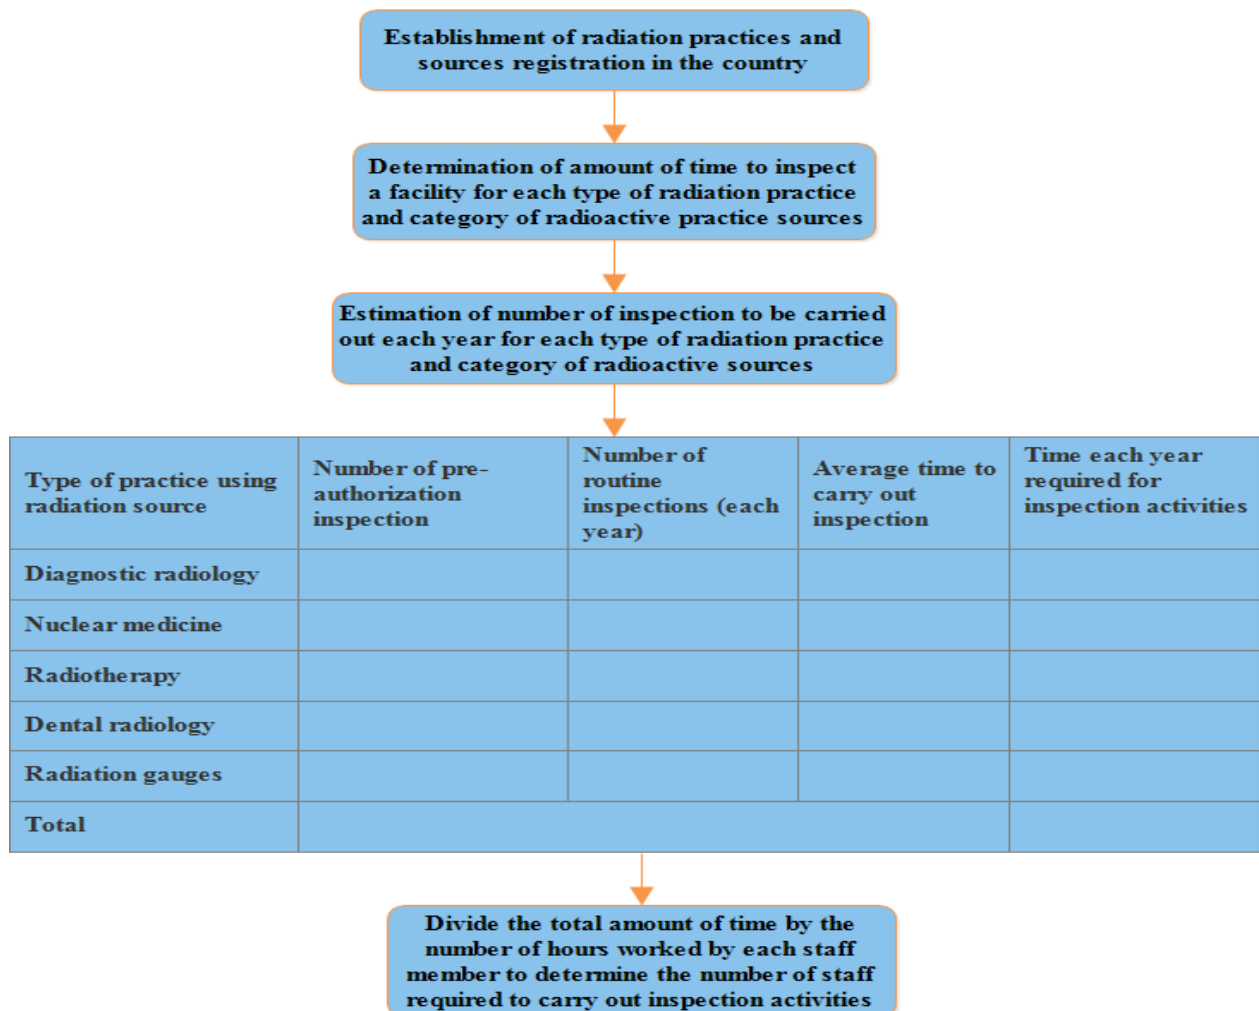 Establishment of radiation practices and
sources registration in the country
Determination of amount of time to inspect
a facility for each type of radiation practice
and category of radioactive practice sources
Estimation of number of inspection to be carried
out each year for each type of radiation practice
and category of radioactive sources
Type of practice using
radiation source
Number of pre-
authorization
inspection
Number of
routine
inspections (each
year)
Average time to
carry out
inspection
Time each year
required for
inspection activities
Diagnostic radiology
Nuclear medicine
Radiotherapy
Dental radiology
Radiation gauges
Total
Divide the total amount of time by the
number of hours worked by each staff
member to determine the number of staff
required to carry out inspection activities